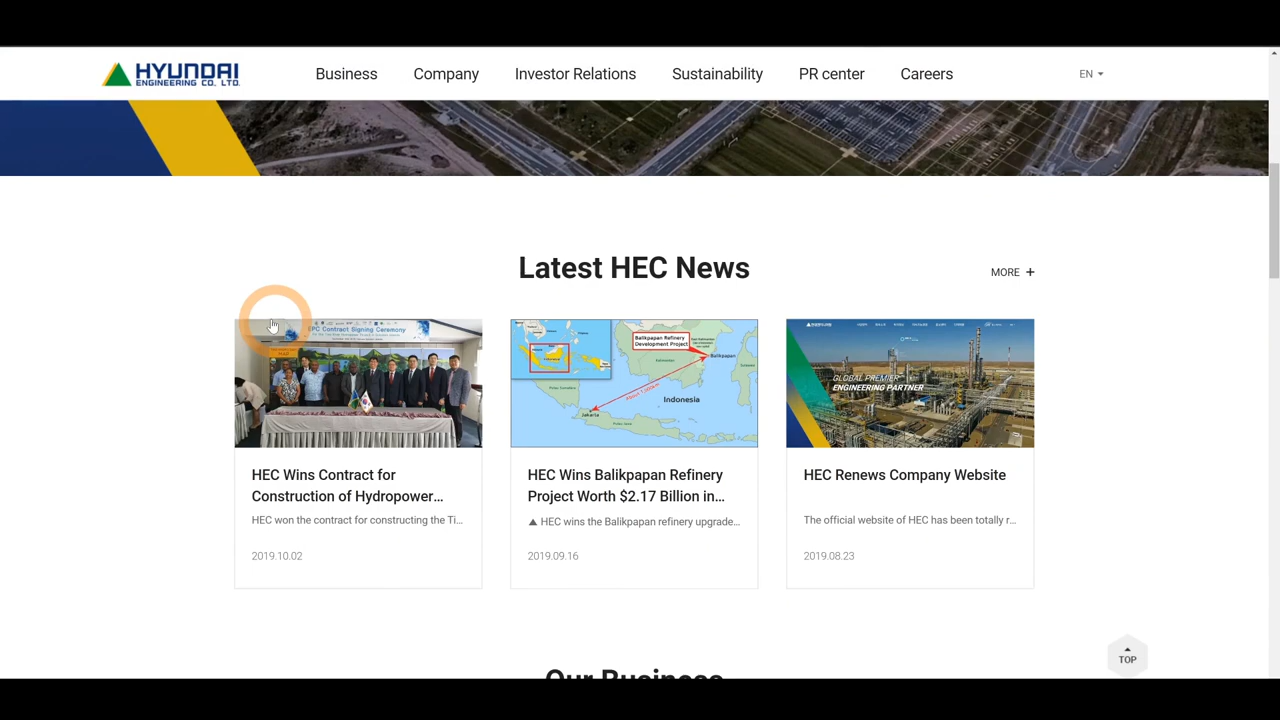 HYUNDAI
ENGINEERING CO. LTD.
Business
Company
Investor Relations
Sustainability
PR center
Careers
EN
Latest HEC News
MORE +
EPC Contract Signing Ceremony
Balikpapan Refinery
Development Project
Balikpapan
Indonesia
Jakarta
GLOBAL PREMIER
ENGINEERING PARTNER
HEC Wins Contract for
Construction of Hydropower…
HEC won the contract for constructing the Ti…
2019.10.02
HEC Wins Balikpapan Refinery
Project Worth $2.17 Billion in…
▲ HEC wins the Balikpapan refinery upgrade…
2019.09.16
HEC Renews Company Website
The official website of HEC has been totally r…
2019.08.23
TOP
Our Business